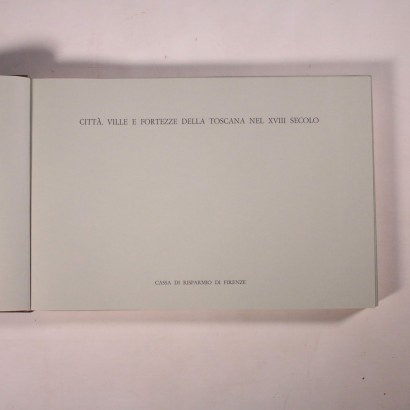 CITTÀ, VILLE E FORTEZZE DELLA TOSCANA NEL XVIII SECOLO
CASSA DI RISPARMIO DI FIRENZE